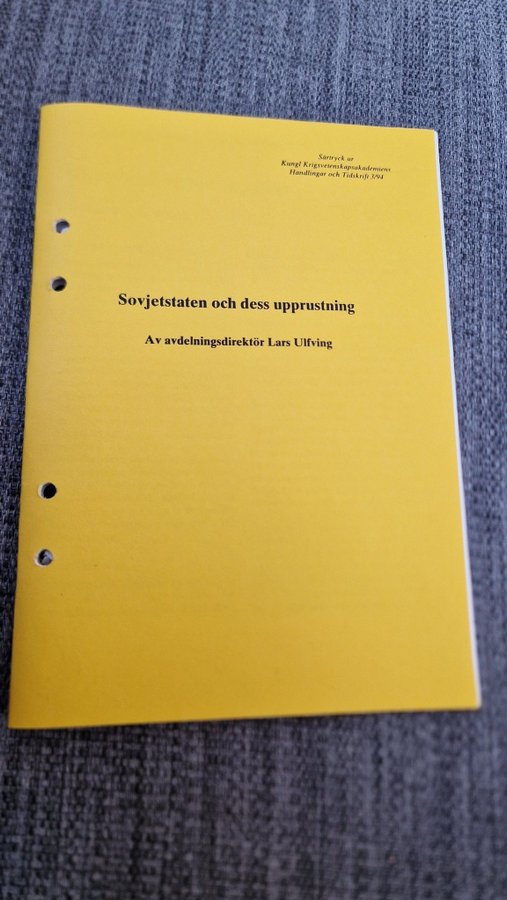 Särtryck ur
Kungl Krigsvetenskapsakademiens
Handlingar och Tidskrift 3/94
Sovjetstaten och dess upprustning
Av avdelningsdirektör Lars Ulfving